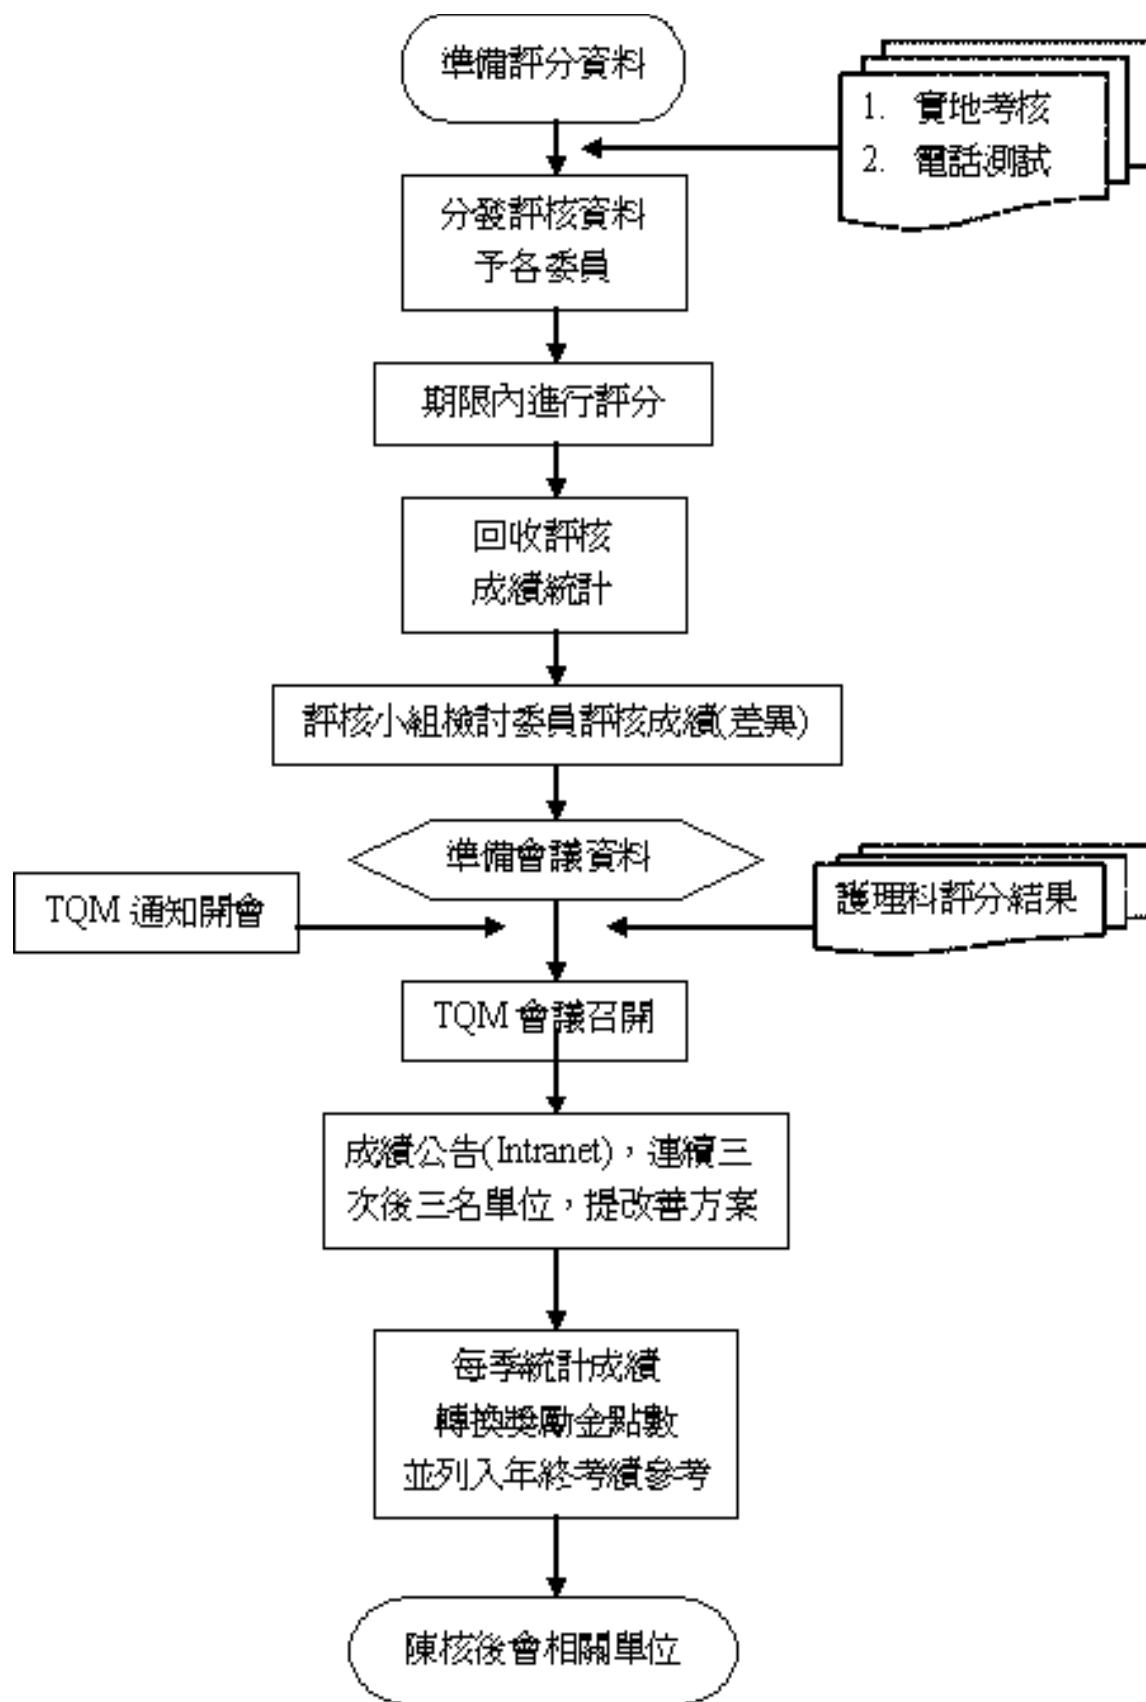 準備評分資料
1. 實地考核
2. 電話測試
分發評核資料
予各委員
期限內進行評分
回收評核
成績統計
評核小組檢討委員評核成績(差異)
準備會議資料
TQM 通知開會
護理科評分結果
TQM 會議召開
成績公告(Intranet)，連續三
次後三名單位，提改善方案
每季統計成績
轉換獎勵金點數
並列入年終考績參考
陳核後會相關單位